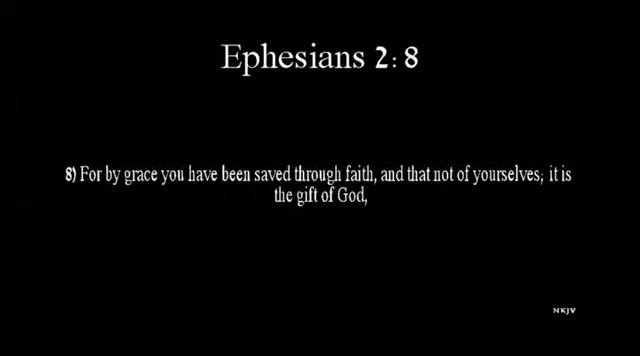 Ephesians 2:8
8) For by grace you have been saved through faith, and that not of yourselves; it is
the gift of God,
NKJV